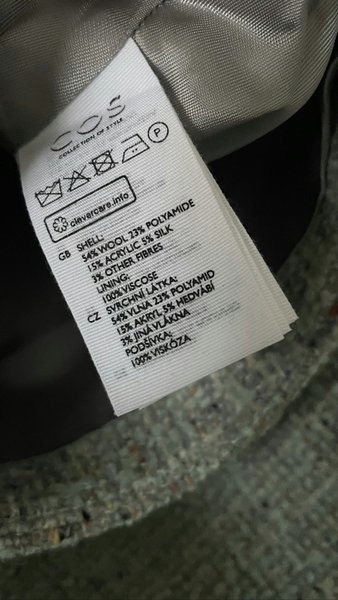 COS
COLLECTION OF STYLE
P
clevercare.info
GB SHELL:
54% WOOL 23% POLYAMIDE
15% ACRYLIC 5% SILK
3% OTHER FIBRES
LINING:
100% VISCOSE
CZ SVRCHNÍ LÁTKA:
54% VLNA 23% POLYAMID
15% AKRYL 5% HEDVÁBÍ
3% JINÁ VLÁKNA
PODŠÍVKA:
100% VISKÓZA